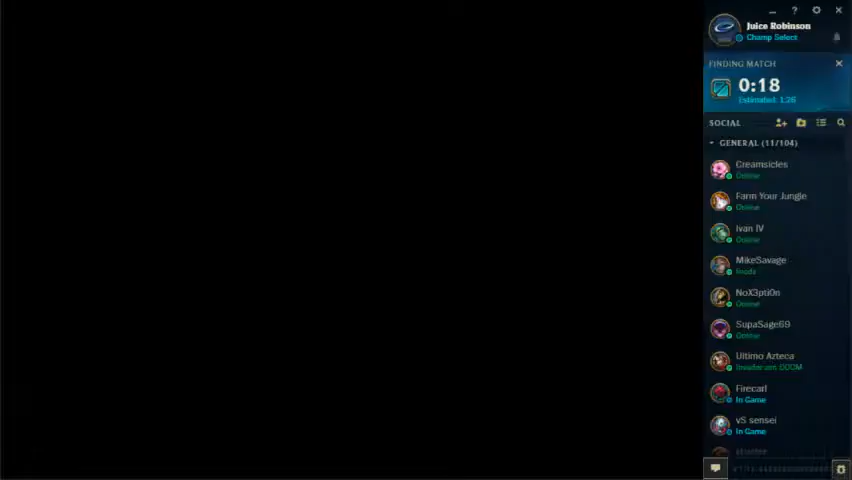 ?
Juice Robinson
Champ Select
FINDING MATCH
0:18
Estimated: 1:26
SOCIAL
GENERAL (11/104)
Creamsicles
Online
Farm Your Jungle
Online
ivan IV
Online
MikeSavage
NoX3pti0n
Online
SupaSage69
Online
Ultimo Azteca
Firecarl
In Game
vS sensei
In Game